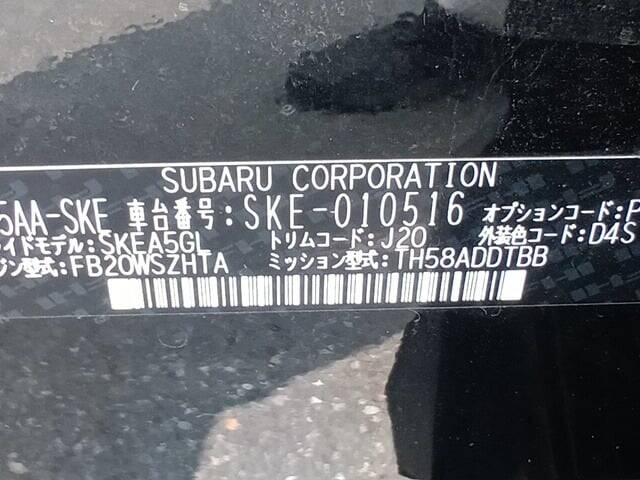 SUBARU CORPORATION
5AA-SKE 車台番号:SKE-010516 オプションコード:P
イドモデル:SKEA5GL トリムコード:J20 外装色コード:D4S
ジン型式:FB20WSZHTA ミッション型式:TH58ADDTBB